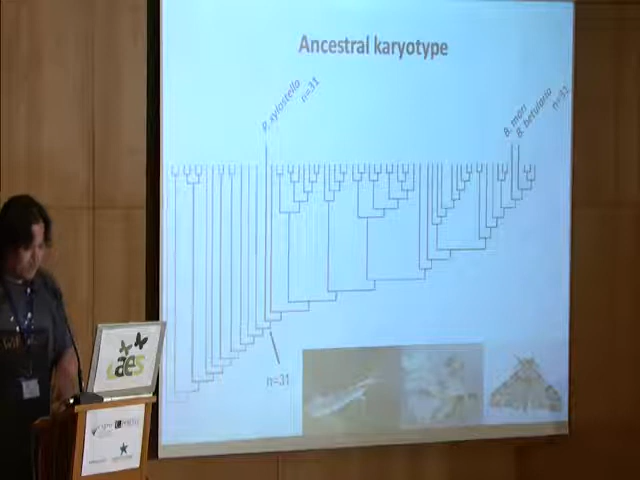 Ancestral karyotype
P. xylostella
n=31
B. mori
B. betularia
n=31
n=31
aes